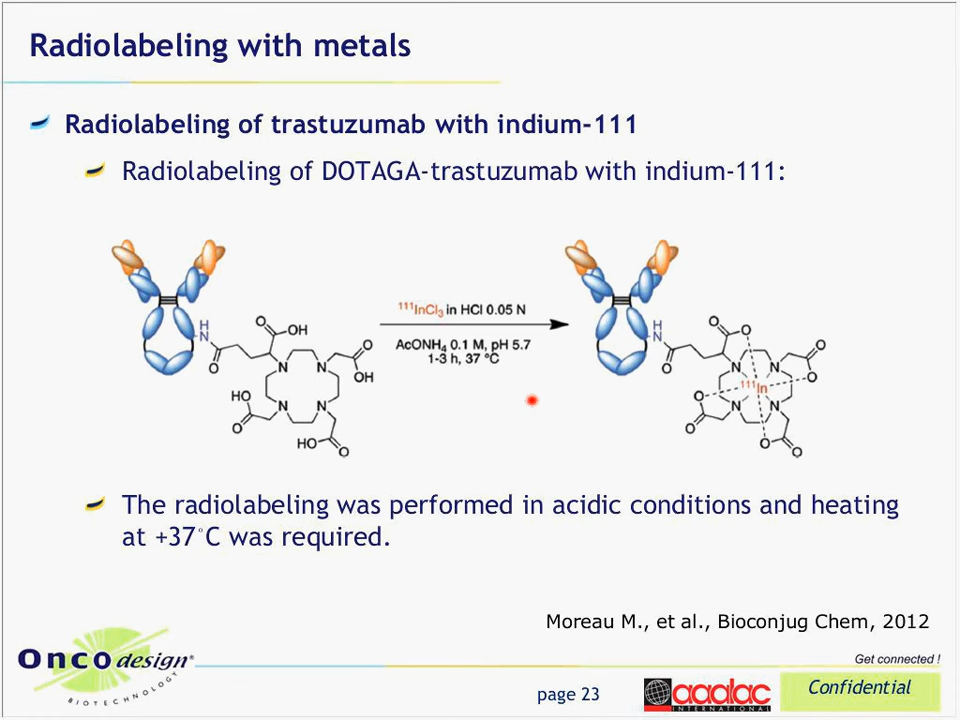 Radiolabeling with metals
Radiolabeling of trastuzumab with indium-111
Radiolabeling of DOTAGA-trastuzumab with indium-111:
H
N
O
O
OH
N
N
O
OH
HO
O
N
N
HO
O
111InCl3 in HCl 0.05 N
AcONH4 0.1 M, pH 5.7
1-3 h, 37 °C
H
N
O
O
O
N
N
O
O
111In
O
O
N
N
O
O
The radiolabeling was performed in acidic conditions and heating
at +37°C was required.
Moreau M., et al., Bioconjug Chem, 2012
Oncodesign®
BIOTECHNOLOGY
Get connected !
page 23
aaalac
INTERNATIONAL
Confidential